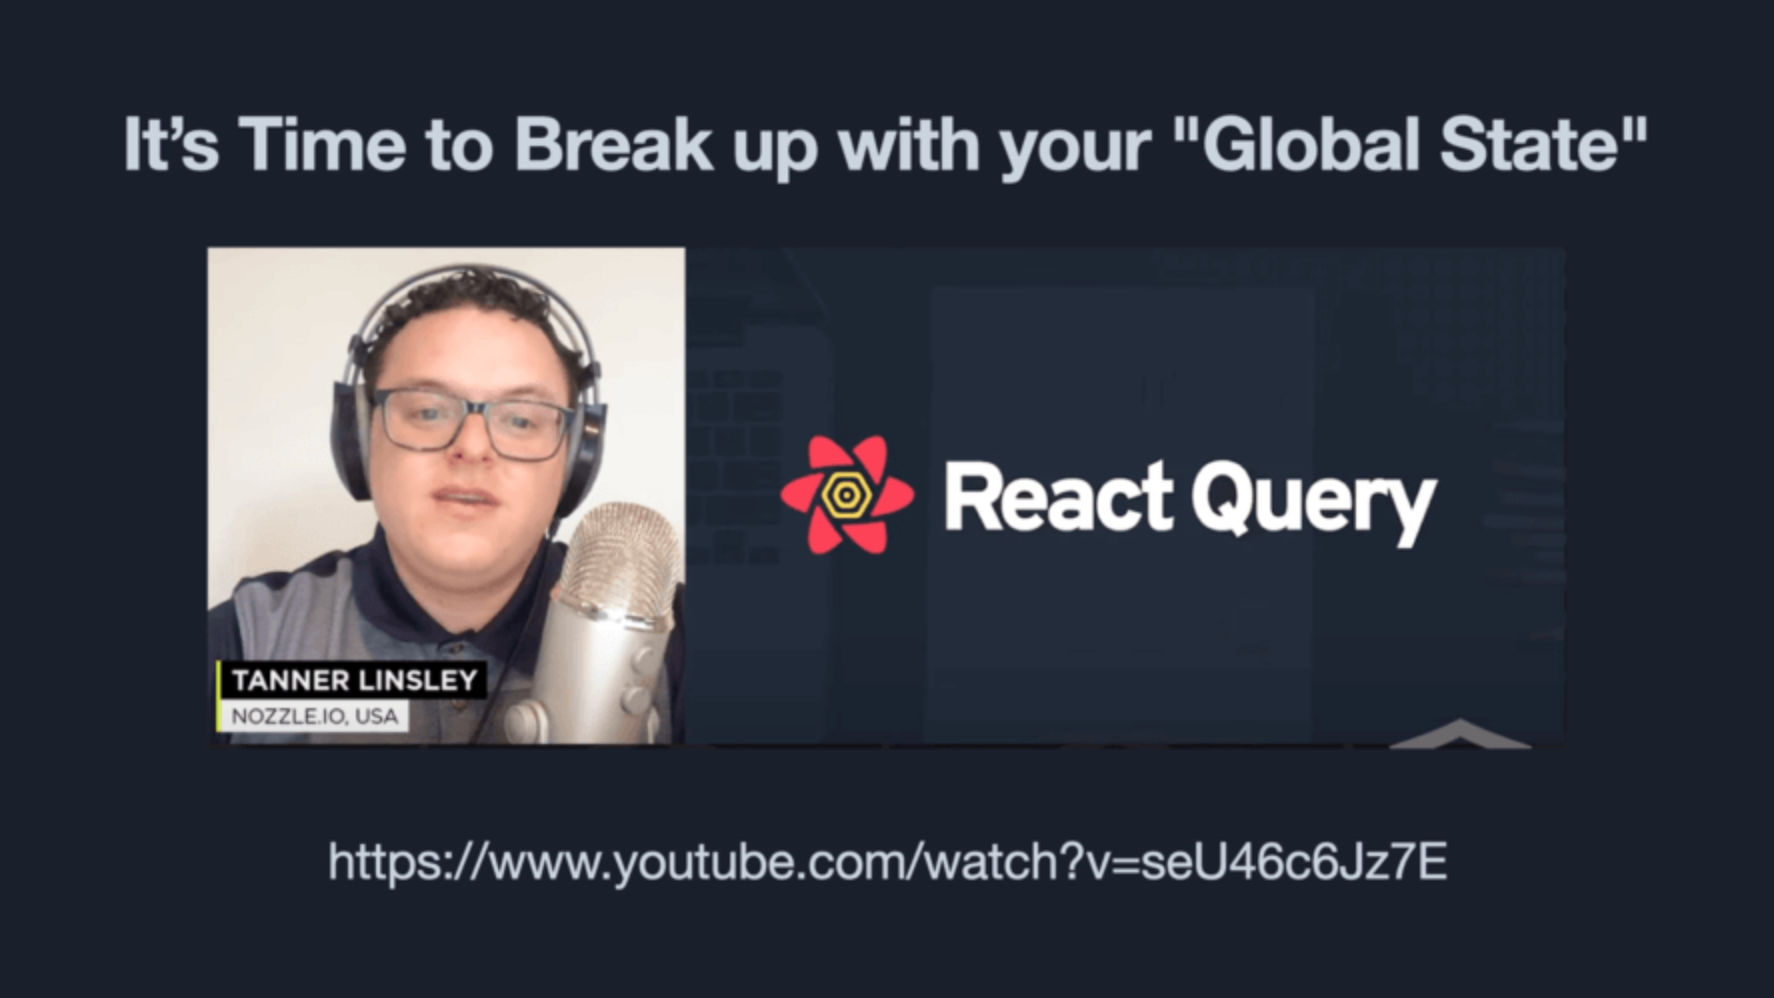 It’s Time to Break up with your "Global State"
React Query
TANNER LINSLEY
NOZZLE.IO, USA
https://www.youtube.com/watch?v=seU46c6Jz7E